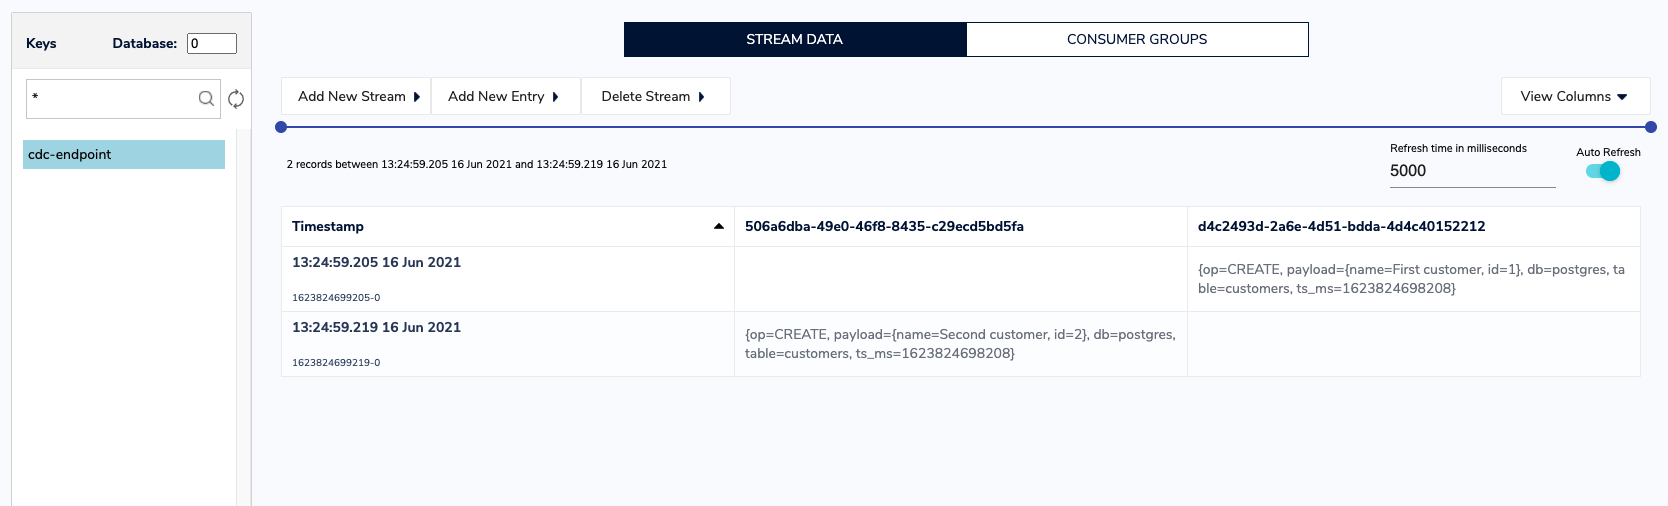 Keys
Database: 0
*
cdc-endpoint
STREAM DATA
CONSUMER GROUPS
Add New Stream
Add New Entry
Delete Stream
View Columns
2 records between 13:24:59.205 16 Jun 2021 and 13:24:59.219 16 Jun 2021
Refresh time in milliseconds
5000
Auto Refresh
Timestamp
506a6dba-49e0-46f8-8435-c29ecd5bd5fa
d4c2493d-2a6e-4d51-bdda-4d4c40152212
13:24:59.205 16 Jun 2021
1623824699205-0
{op=CREATE, payload={name=First customer, id=1}, db=postgres, ta
ble=customers, ts_ms=1623824698208}
13:24:59.219 16 Jun 2021
1623824699219-0
{op=CREATE, payload={name=Second customer, id=2}, db=postgres,
table=customers, ts_ms=1623824698208}